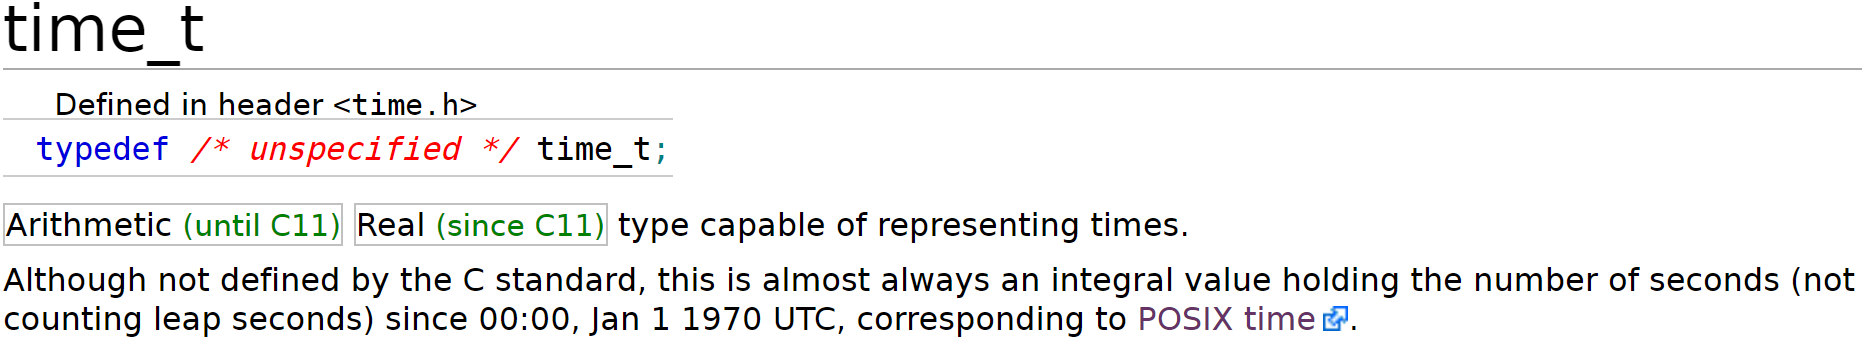 time_t
Defined in header <time.h>
typedef /* unspecified */ time_t;
Arithmetic (until C11) Real (since C11) type capable of representing times.
Although not defined by the C standard, this is almost always an integral value holding the number of seconds (not
counting leap seconds) since 00:00, Jan 1 1970 UTC, corresponding to POSIX time.